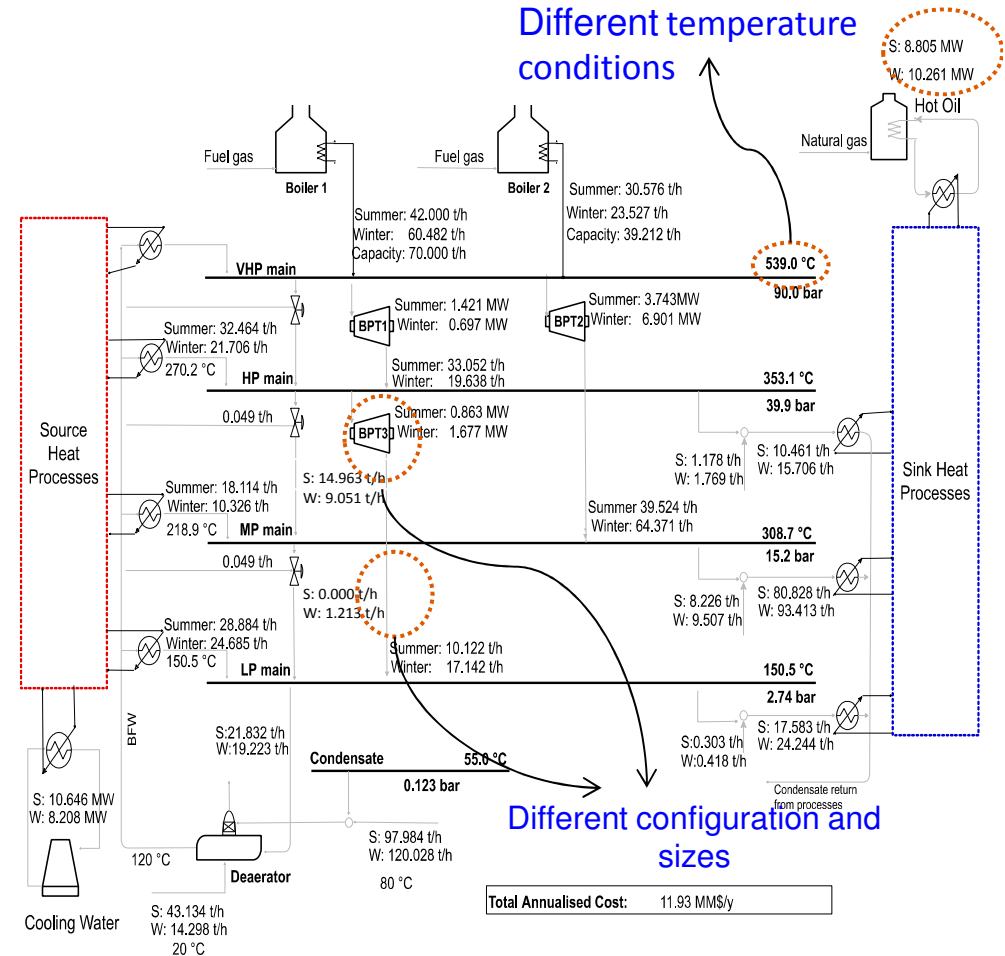 Different temperature
conditions
S: 8.805 MW
W: 10.261 MW
Hot Oil
Natural gas
Fuel gas
Boiler 1
Fuel gas
Boiler 2
Summer: 42.000 t/h
Winter: 60.482 t/h
Capacity: 70.000 t/h
Summer: 30.576 t/h
Winter: 23.527 t/h
Capacity: 39.212 t/h
VHP main
539.0 °C
90.0 bar
BPT1
Summer: 1.421 MW
Winter: 0.697 MW
BPT2
Summer: 3.743MW
Winter: 6.901 MW
Summer: 32.464 t/h
Winter: 21.706 t/h
270.2 °C
Summer: 33.052 t/h
Winter: 19.638 t/h
HP main
353.1 °C
39.9 bar
0.049 t/h
BPT3
Summer: 0.863 MW
Winter: 1.677 MW
Source
Heat
Processes
S: 1.178 t/h
W: 1.769 t/h
S: 10.461 t/h
W: 15.706 t/h
Sink Heat
Processes
S: 14.963 t/h
W: 9.051 t/h
Summer: 18.114 t/h
Winter: 10.326 t/h
218.9 °C
Summer 39.524 t/h
Winter: 64.371 t/h
MP main
308.7 °C
15.2 bar
0.049 t/h
S: 0.000 t/h
W: 1.213 t/h
S: 8.226 t/h
W: 9.507 t/h
S: 80.828 t/h
W: 93.413 t/h
Summer: 28.884 t/h
Winter: 24.685 t/h
150.5 °C
Summer: 10.122 t/h
Winter: 17.142 t/h
LP main
150.5 °C
2.74 bar
BFW
S:21.832 t/h
W:19.223 t/h
S:0.303 t/h
W:0.418 t/h
S: 17.583 t/h
W: 24.244 t/h
Condensate
55.0 °C
0.123 bar
Condensate return
from processes
S: 10.646 MW
W: 8.208 MW
Different configuration and
sizes
S: 97.984 t/h
W: 120.028 t/h
80 °C
120 °C
Deaerator
Cooling Water
S: 43.134 t/h
W: 14.298 t/h
20 °C
Total Annualised Cost: 11.93 MM$/y